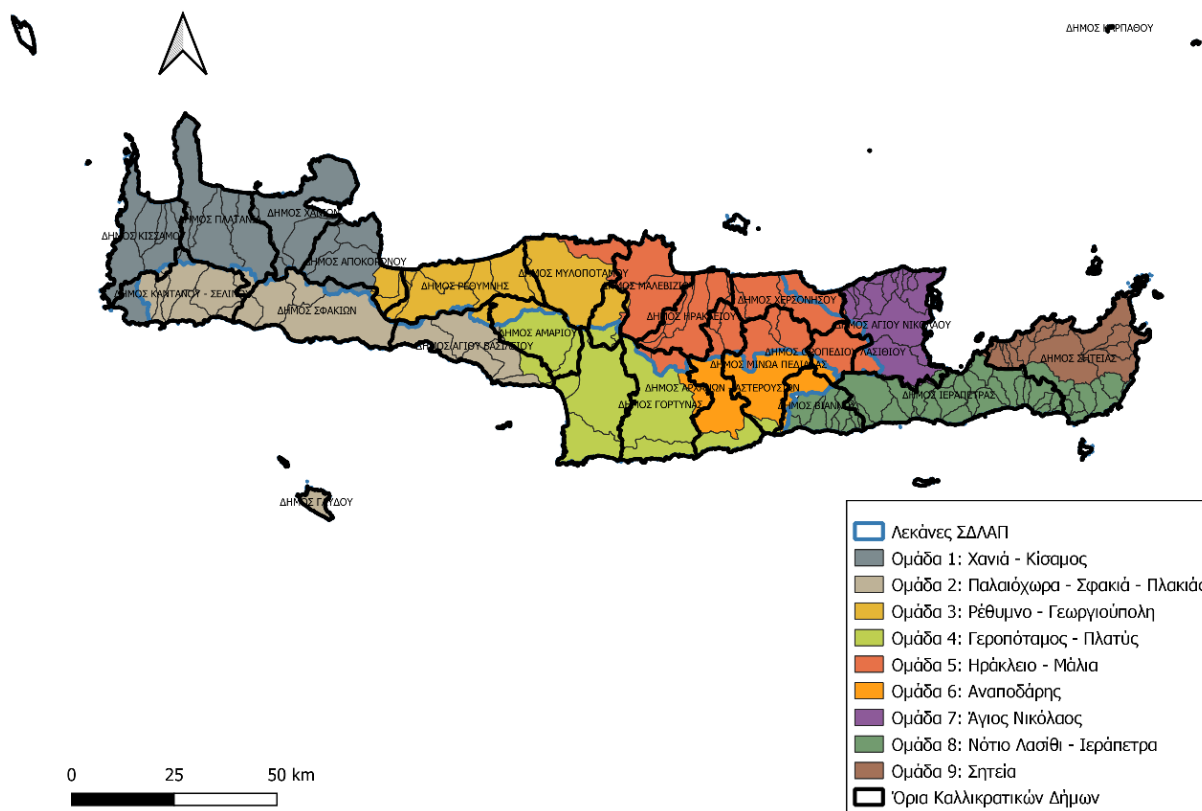 ΔΗΜΟΣ ΚΑΡΠΑΘΟΥ
ΔΗΜΟΣ ΚΙΣΣΑΜΟΥ
ΔΗΜΟΣ ΠΛΑΤΑΝΙΑ
ΔΗΜΟΣ ΧΑΝΙΩΝ
ΔΗΜΟΣ ΑΠΟΚΟΡΩΝΟΥ
ΔΗΜΟΣ ΚΑΝΤΑΝΟΥ - ΣΕΛΙΝΟΥ
ΔΗΜΟΣ ΣΦΑΚΙΩΝ
ΔΗΜΟΣ ΡΕΘΥΜΝΗΣ
ΔΗΜΟΣ ΜΥΛΟΠΟΤΑΜΟΥ
ΔΗΜΟΣ ΜΑΛΕΒΙΖΙΟΥ
ΔΗΜΟΣ ΧΕΡΣΟΝΗΣΟΥ
ΔΗΜΟΣ ΗΡΑΚΛΕΙΟΥ
ΔΗΜΟΣ ΑΓΙΟΥ ΝΙΚΟΛΑΟΥ
ΔΗΜΟΣ ΑΜΑΡΙΟΥ
ΔΗΜΟΣ ΑΓΙΟΥ ΒΑΣΙΛΕΙΟΥ
ΔΗΜΟΣ ΟΡΟΠΕΔΙΟΥ ΛΑΣΙΘΙΟΥ
ΔΗΜΟΣ ΜΙΝΩΑ ΠΕΔΙΑΔΑΣ
ΔΗΜΟΣ ΣΗΤΕΙΑΣ
ΔΗΜΟΣ ΑΡΧΑΝΩΝ - ΑΣΤΕΡΟΥΣΙΩΝ
ΔΗΜΟΣ ΙΕΡΑΠΕΤΡΑΣ
ΔΗΜΟΣ ΓΟΡΤΥΝΑΣ
ΔΗΜΟΣ ΒΙΑΝΝΟΥ
ΔΗΜΟΣ ΓΑΥΔΟΥ
Λεκάνες ΣΔΛΑΠ
Ομάδα 1: Χανιά - Κίσαμος
Ομάδα 2: Παλαιόχωρα - Σφακιά - Πλακιάς
Ομάδα 3: Ρέθυμνο - Γεωργιούπολη
Ομάδα 4: Γεροπόταμος - Πλατύς
Ομάδα 5: Ηράκλειο - Μάλια
Ομάδα 6: Αναποδάρης
Ομάδα 7: Άγιος Νικόλαος
Ομάδα 8: Νότιο Λασίθι - Ιεράπετρα
Ομάδα 9: Σητεία
Όρια Καλλικρατικών Δήμων
0 25 50 km